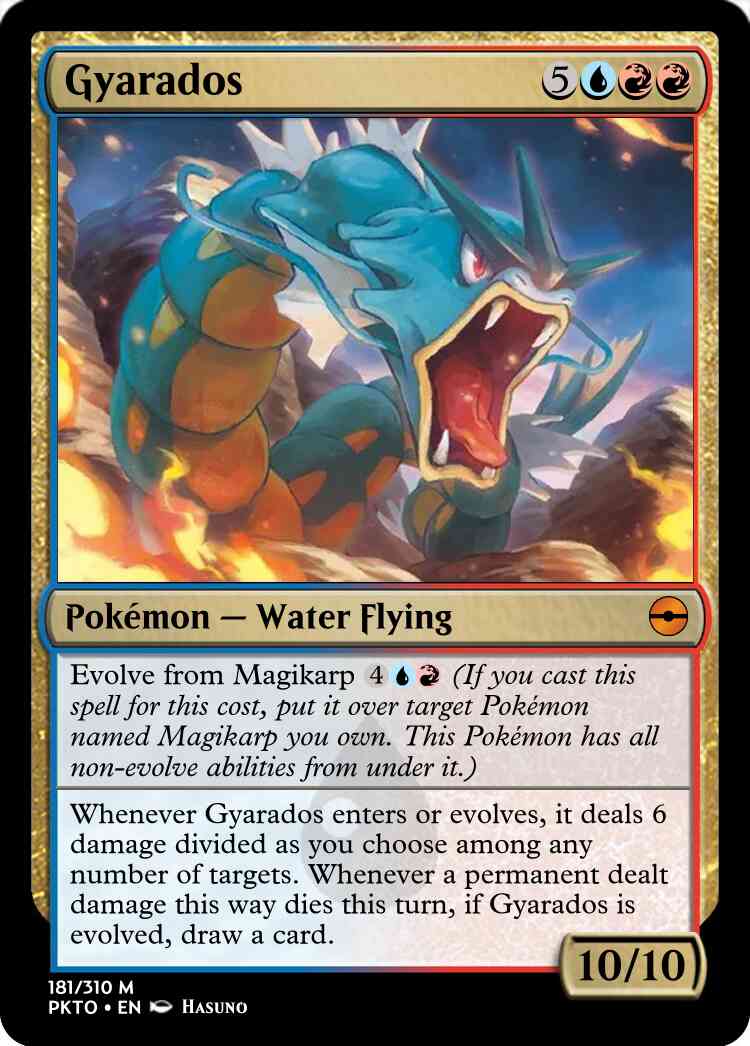 Gyarados 5
Pokémon — Water Flying
Evolve from Magikarp 4 (If you cast this
spell for this cost, put it over target Pokémon
named Magikarp you own. This Pokémon has all
non-evolve abilities from under it.)
Whenever Gyarados enters or evolves, it deals 6
damage divided as you choose among any
number of targets. Whenever a permanent dealt
damage this way dies this turn, if Gyarados is
evolved, draw a card.
10/10
181/310 M
PKTO • EN Hasuno